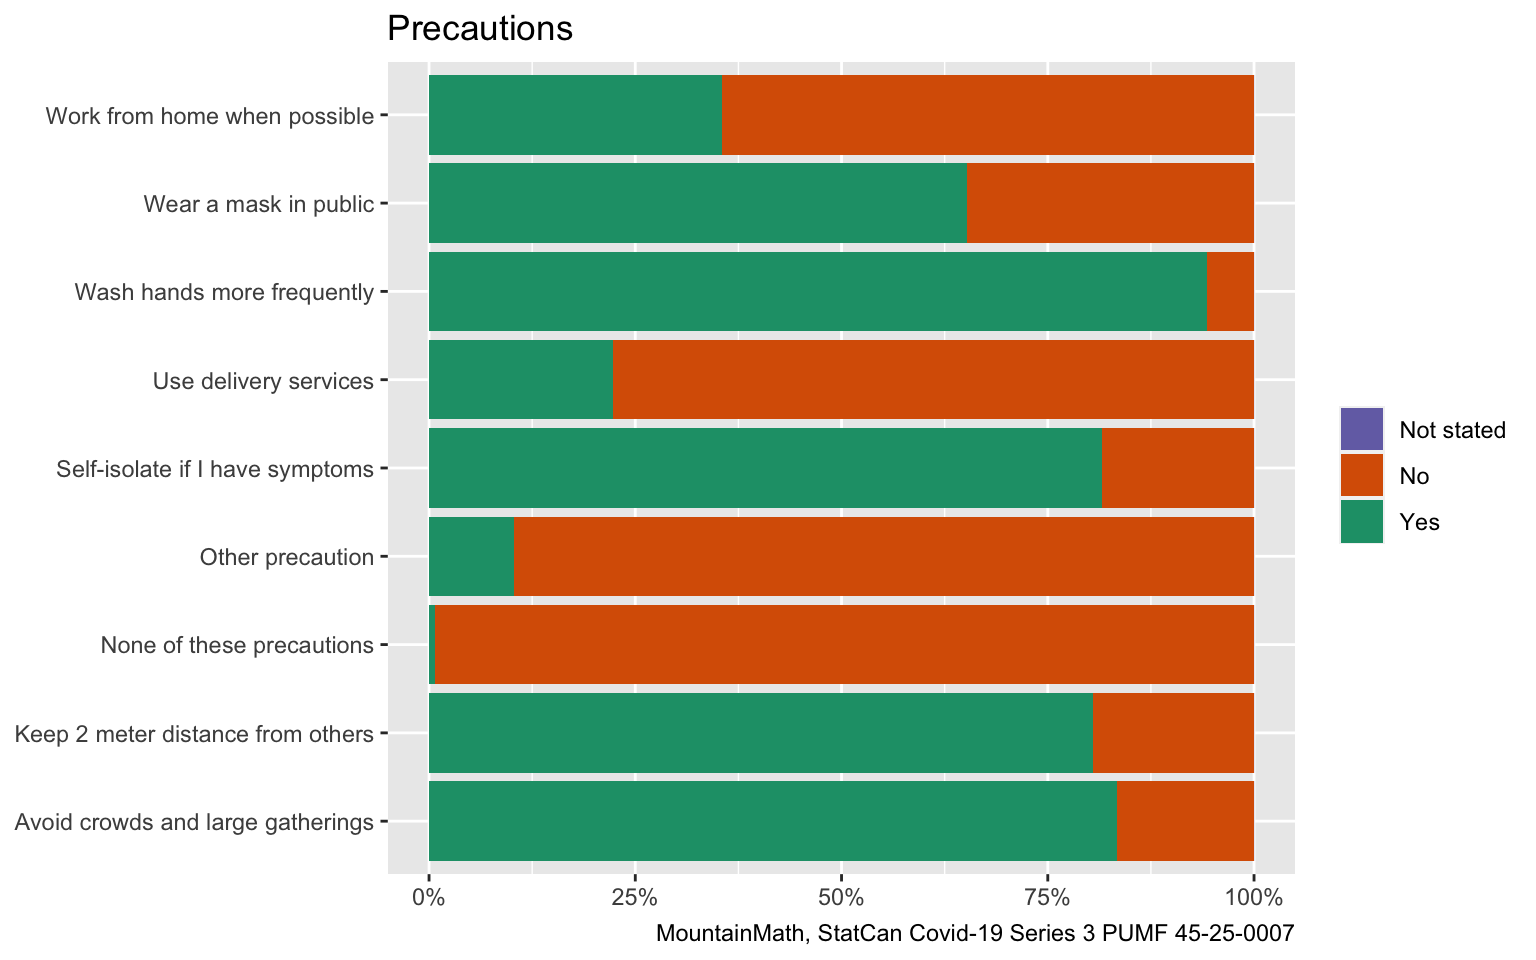 Precautions
Work from home when possible
Wear a mask in public
Wash hands more frequently
Use delivery services
Self-isolate if I have symptoms
Other precaution
None of these precautions
Keep 2 meter distance from others
Avoid crowds and large gatherings
0% 25% 50% 75% 100%
Not stated
No
Yes
MountainMath, StatCan Covid-19 Series 3 PUMF 45-25-0007